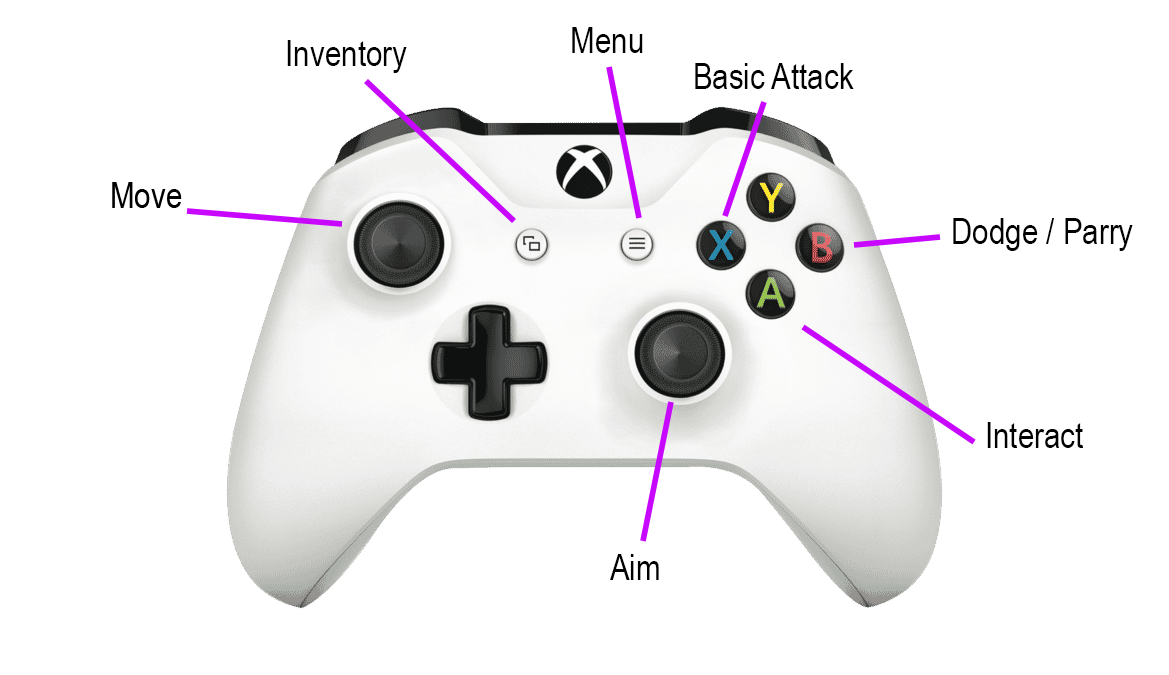 Inventory
Menu
Basic Attack
Move
Y
X
B
Dodge / Parry
A
Interact
Aim